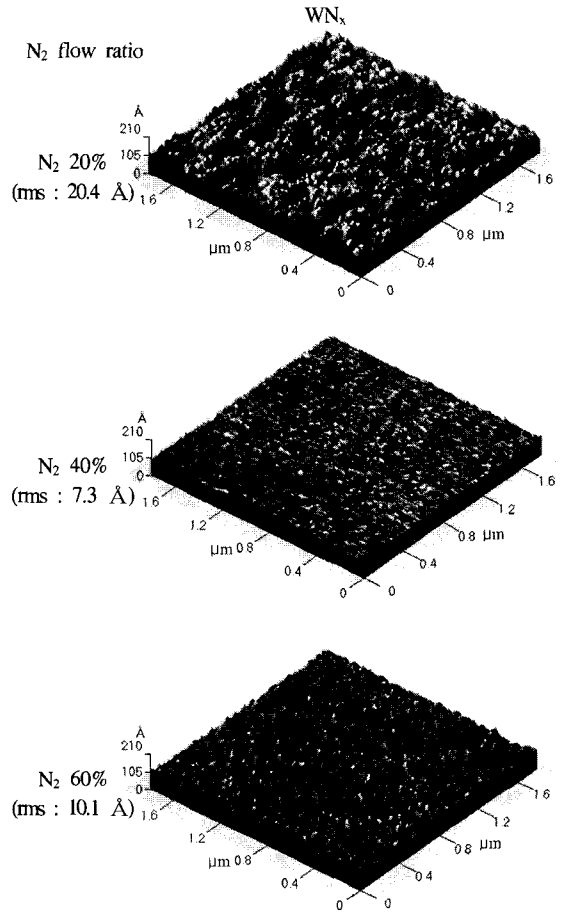 WNₓ
N₂ flow ratio
Å
210
105
0
N₂ 20%
(rms : 20.4 Å)
1.6
1.2
µm 0.8
0.4
0
0
0.4
0.8 µm
1.2
1.6
Å
210
105
0
N₂ 40%
(rms : 7.3 Å)
1.6
1.2
µm 0.8
0.4
0
0
0.4
0.8 µm
1.2
1.6
Å
210
105
0
N₂ 60%
(rms : 10.1 Å)
1.6
1.2
µm 0.8
0.4
0
0
0.4
0.8 µm
1.2
1.6